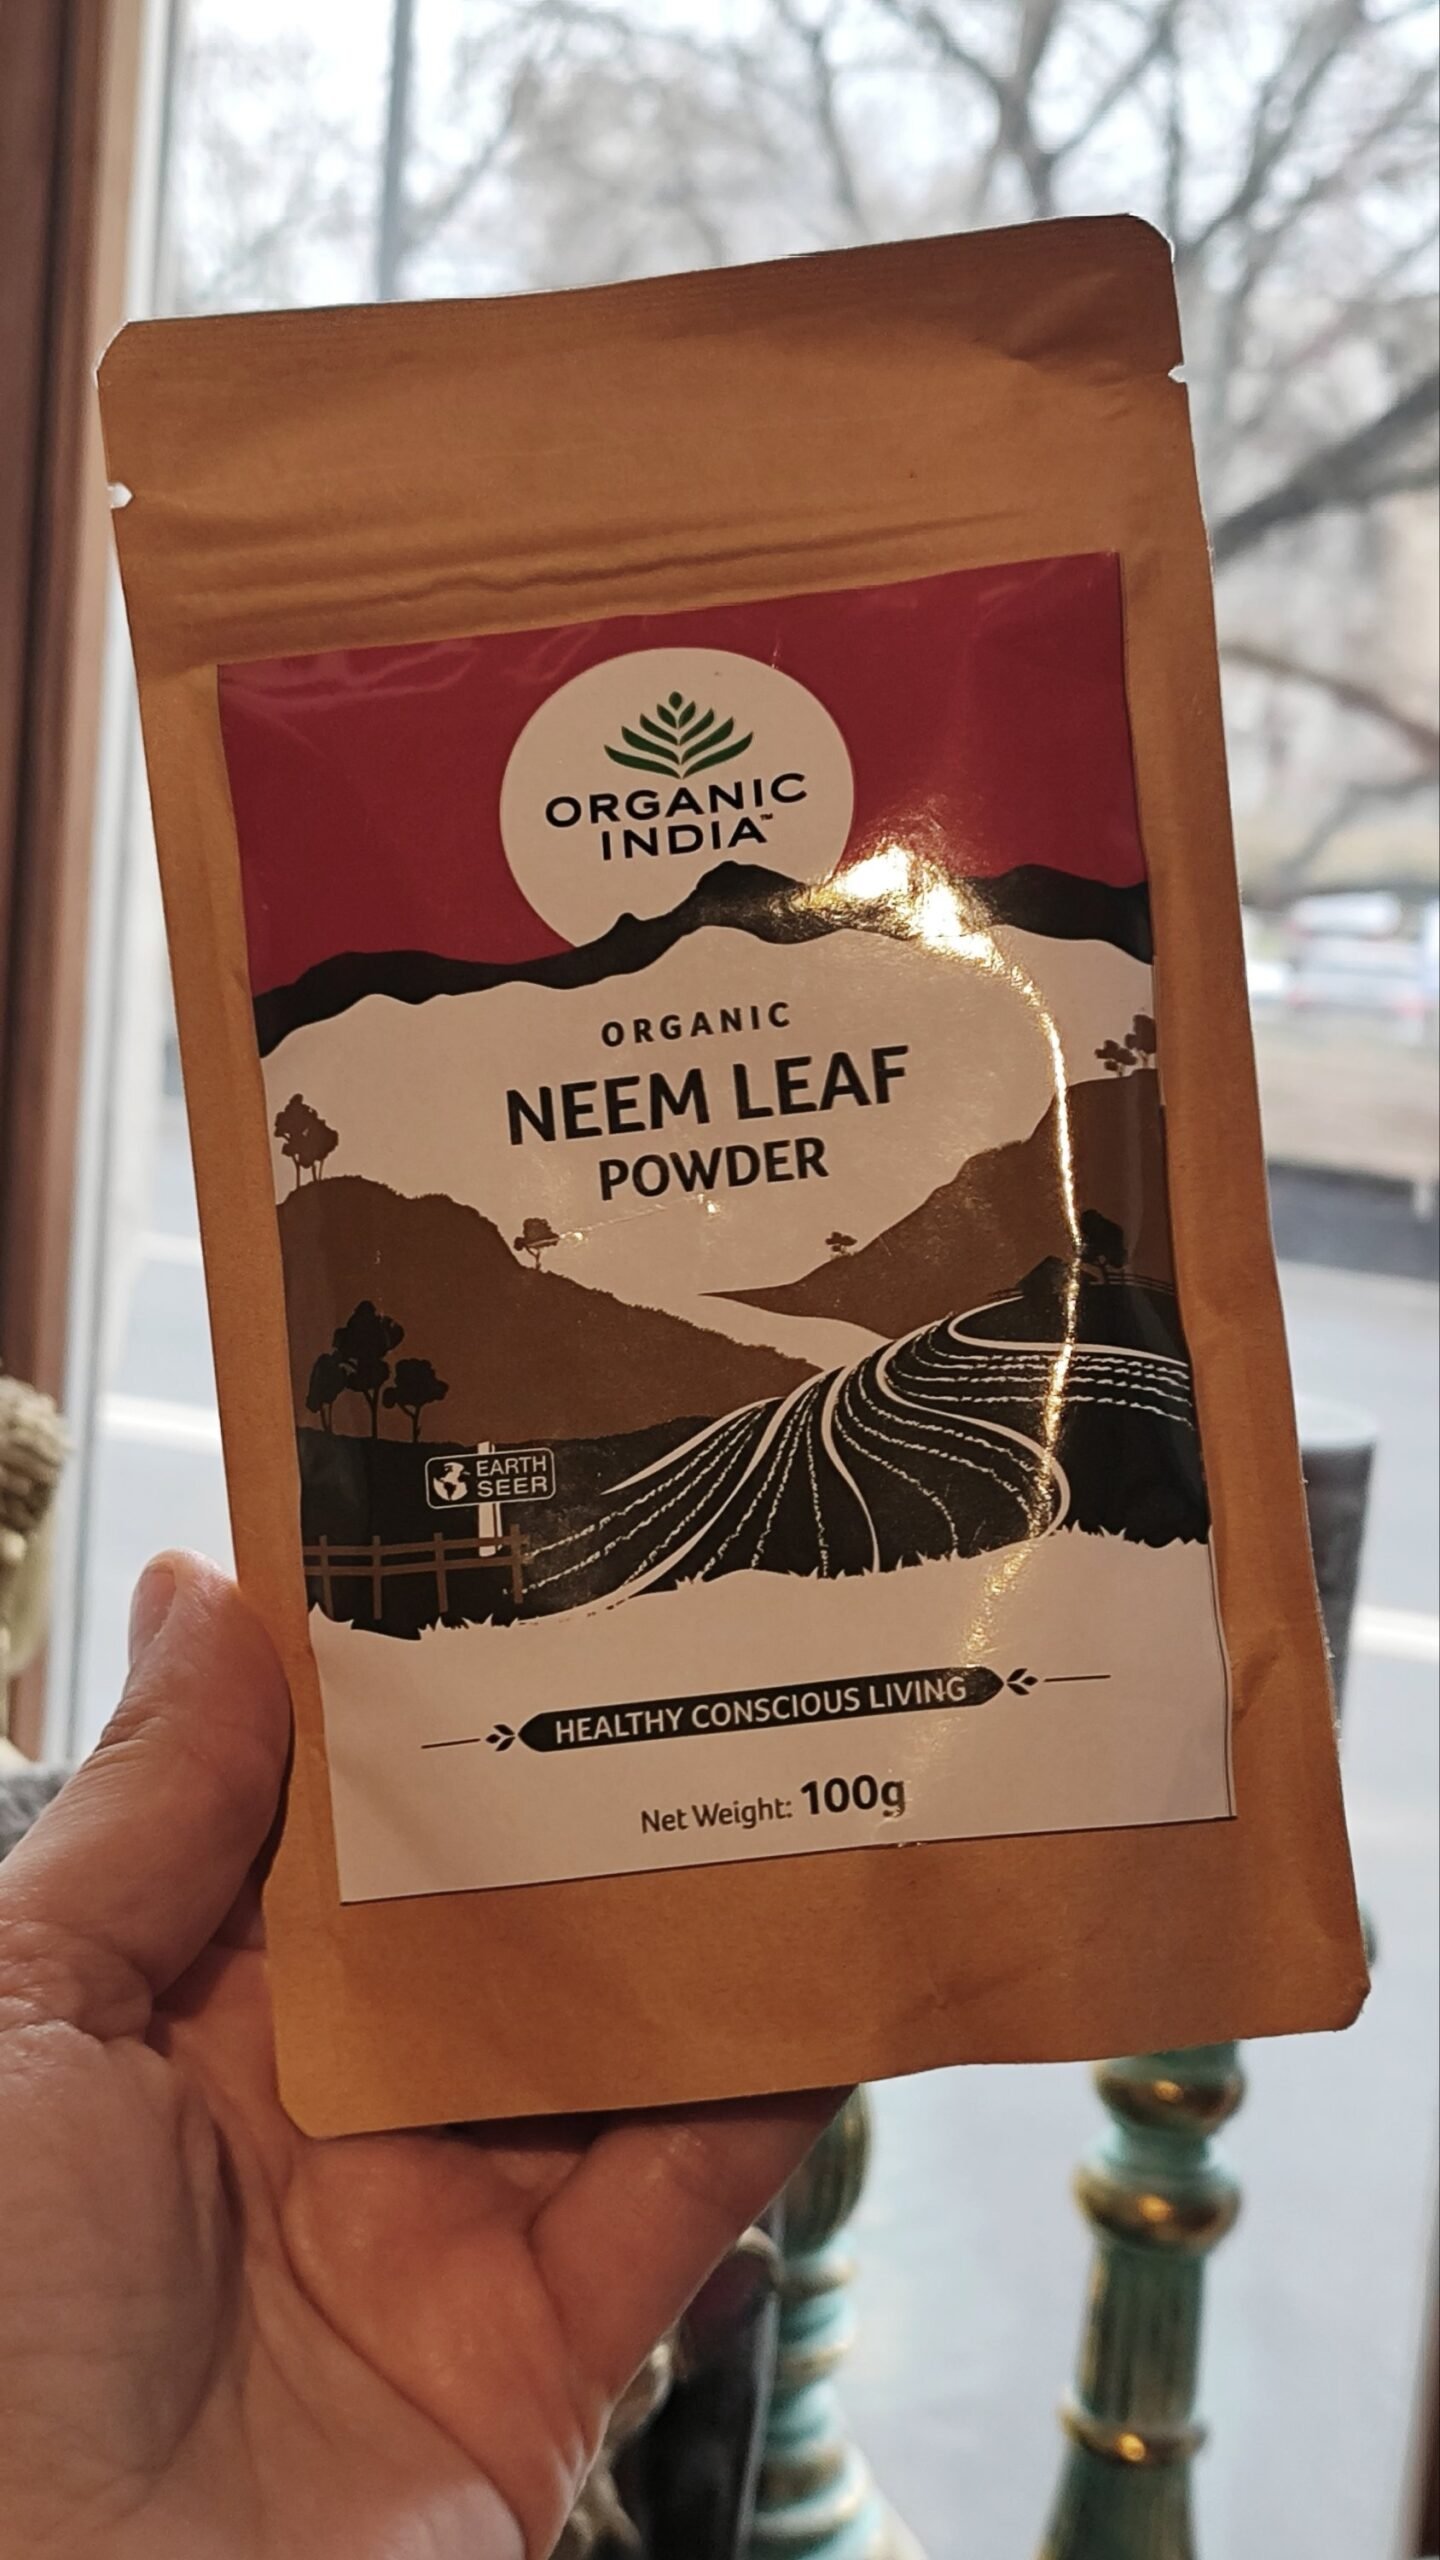 ORGANIC
INDIA™
ORGANIC
NEEM LEAF
POWDER
EARTH
SEER
HEALTHY CONSCIOUS LIVING
Net Weight: 100g